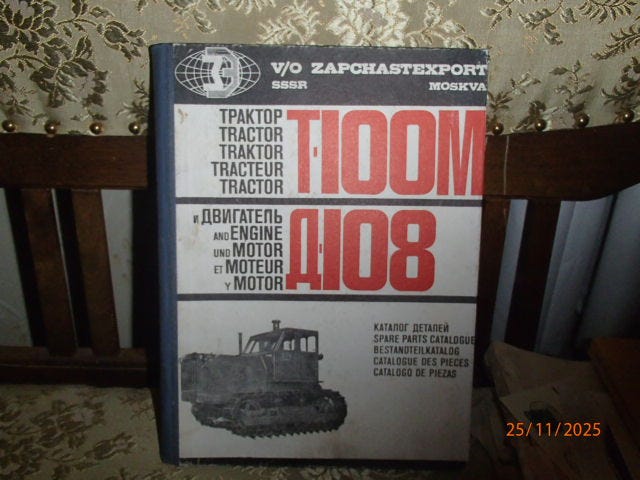 V/O ZAPCHASTEXPORT
SSSR MOSKVA
ТРАКТОР
TRACTOR
TRAKTOR
TRACTEUR
TRACTOR
Т-100М
И ДВИГАТЕЛЬ
AND ENGINE
UND MOTOR
ET MOTEUR
Y MOTOR
Д-108
КАТАЛОГ ДЕТАЛЕЙ
SPARE PARTS CATALOGUE
BESTANDTEILKATALOG
CATALOGUE DES PIECES
CATALOGO DE PIEZAS
25/11/2025